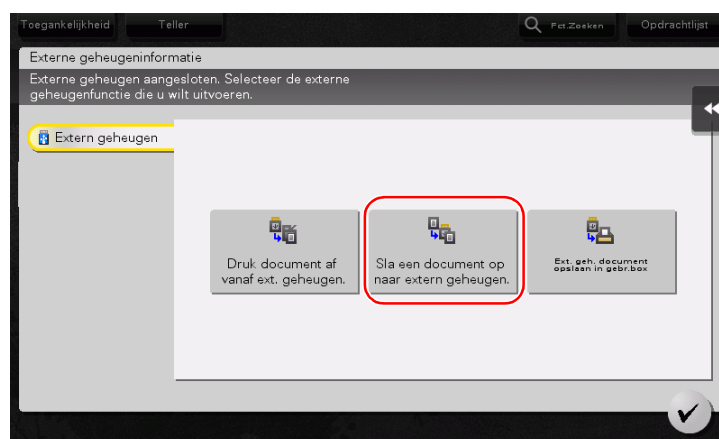 Toegankelijkheid Teller Fct.Zoeken Opdrachtlijst
Externe geheugeninformatie
Externe geheugen aangesloten. Selecteer de externe
geheugenfunctie die u wilt uitvoeren.
Extern geheugen
Druk document af
vanaf ext. geheugen.
Sla een document op
naar extern geheugen.
Ext. geh. document
opslaan in gebr.box